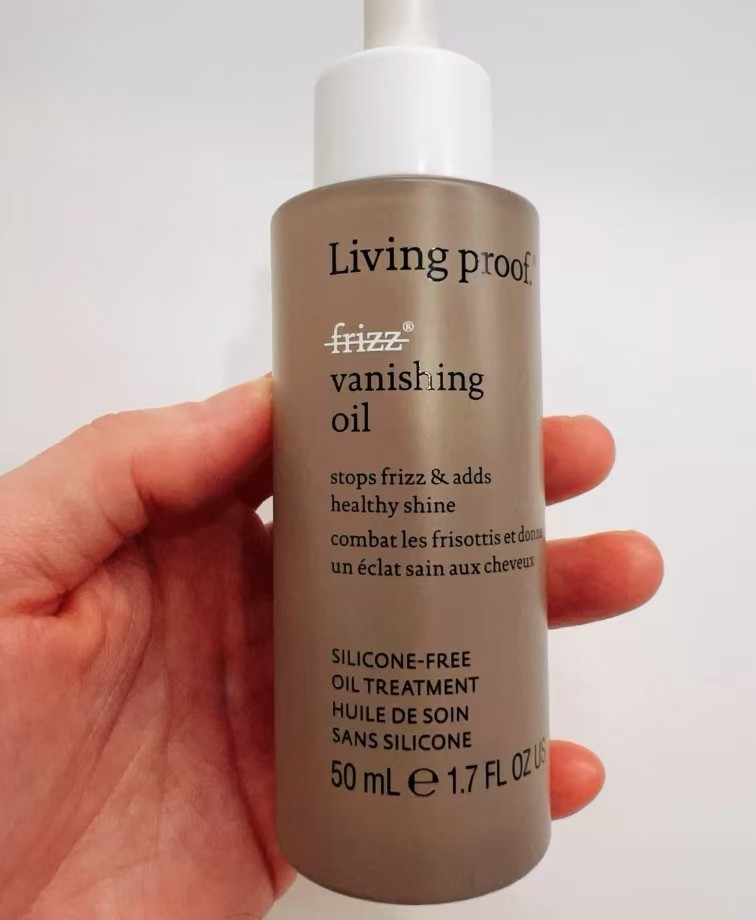 Living proof.®
frizz®
vanishing
oil
stops frizz & adds
healthy shine
combat les frisottis et donne
un éclat sain aux cheveux
SILICONE-FREE
OIL TREATMENT
HUILE DE SOIN
SANS SILICONE
50 mL e 1.7 FL OZ US